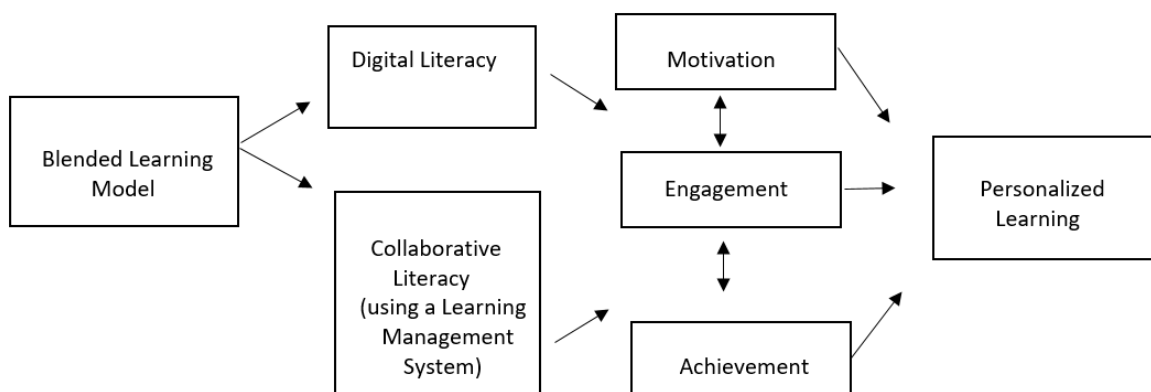 Blended Learning
Model
Digital Literacy
Collaborative
Literacy
(using a Learning
Management
System)
Motivation
Engagement
Achievement
Personalized
Learning